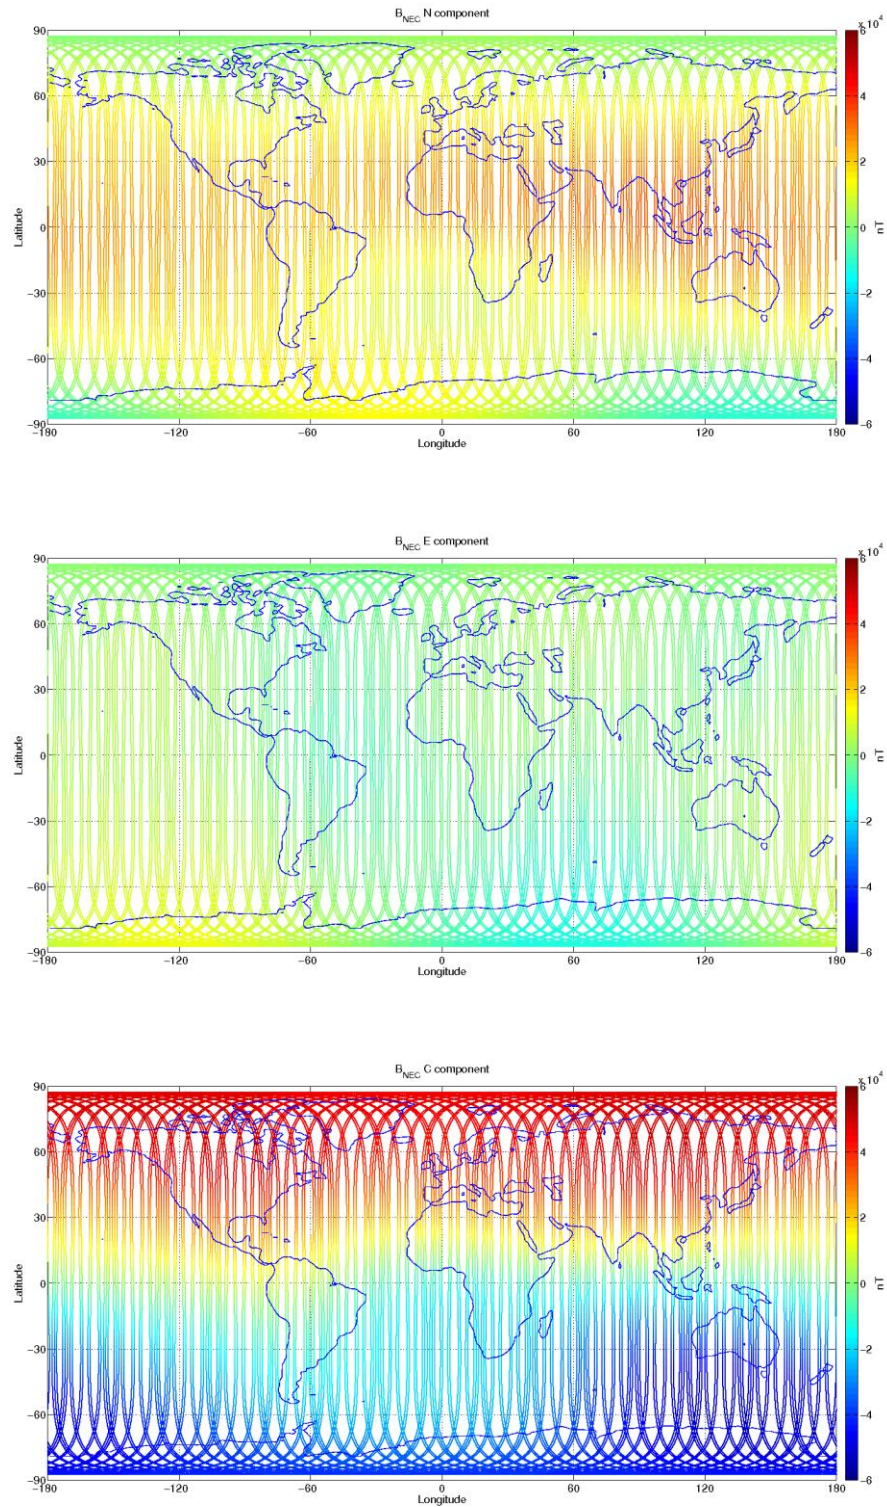 B_NEC N component
x 10^4
90 6
60 4
30 2
Latitude
0 0
nT
−30 −2
−60 −4
−90 −6
−180 −120 −60 0 60 120 180
Longitude
B_NEC E component
x 10^4
90 6
60 4
30 2
Latitude
0 0
nT
−30 −2
−60 −4
−90 −6
−180 −120 −60 0 60 120 180
Longitude
B_NEC C component
x 10^4
90 6
60 4
30 2
Latitude
0 0
nT
−30 −2
−60 −4
−90 −6
−180 −120 −60 0 60 120 180
Longitude